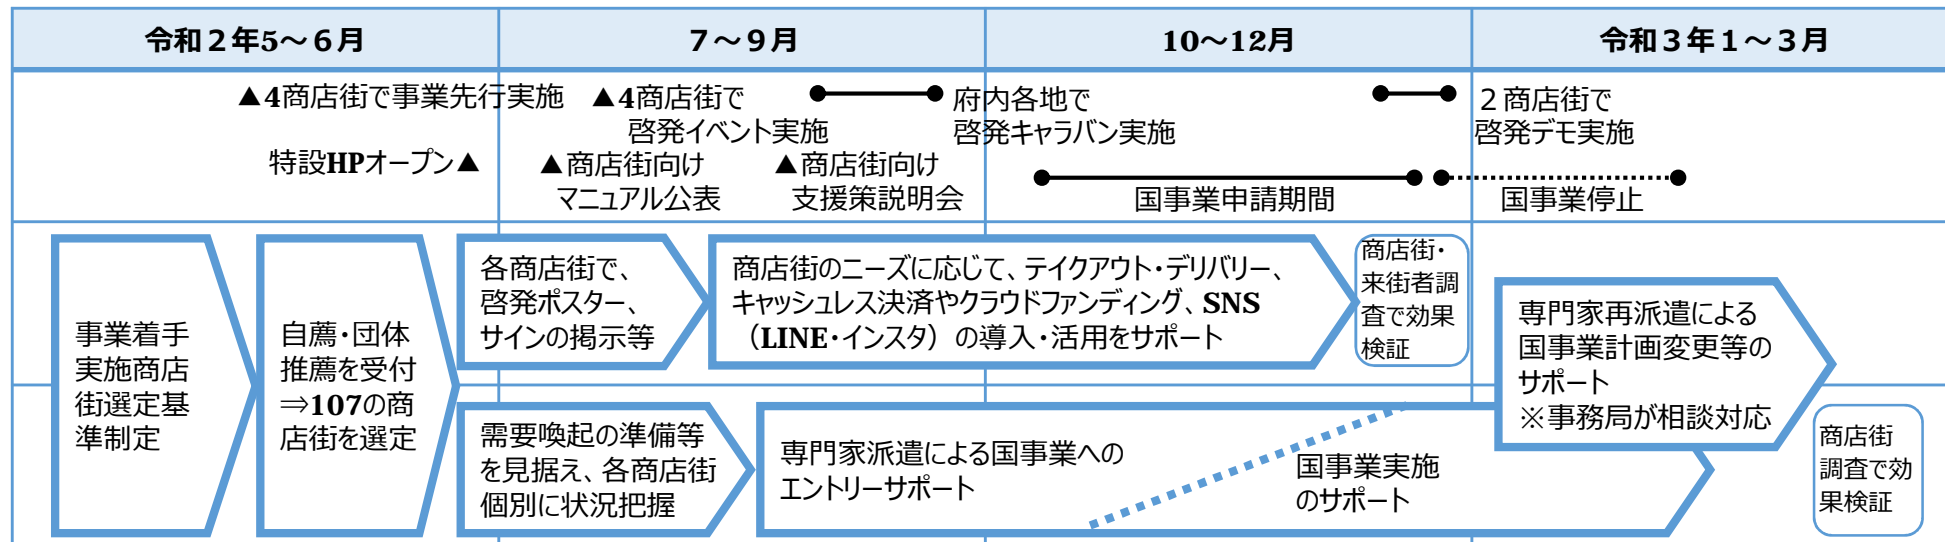 令和２年5～６月
７～９月
10～12月
令和３年１～３月
▲4商店街で事業先行実施
▲4商店街で
啓発イベント実施
府内各地で
啓発キャラバン実施
２商店街で
啓発デモ実施
特設HPオープン▲
▲商店街向け
マニュアル公表
▲商店街向け
支援策説明会
国事業申請期間
国事業停止
事業着手
実施商店
街選定基
準制定
自薦・団体
推薦を受付
⇒107の商
店街を選定
各商店街で、
啓発ポスター、
サインの掲示等
商店街のニーズに応じて、テイクアウト・デリバリー、
キャッシュレス決済やクラウドファンディング、SNS
（LINE・インスタ）の導入・活用をサポート
商店街・
来街者調
査で効果
検証
専門家再派遣による
国事業計画変更等の
サポート
※事務局が相談対応
需要喚起の準備等
を見据え、各商店街
個別に状況把握
専門家派遣による国事業への
エントリーサポート
国事業実施
のサポート
商店街
調査で効
果検証